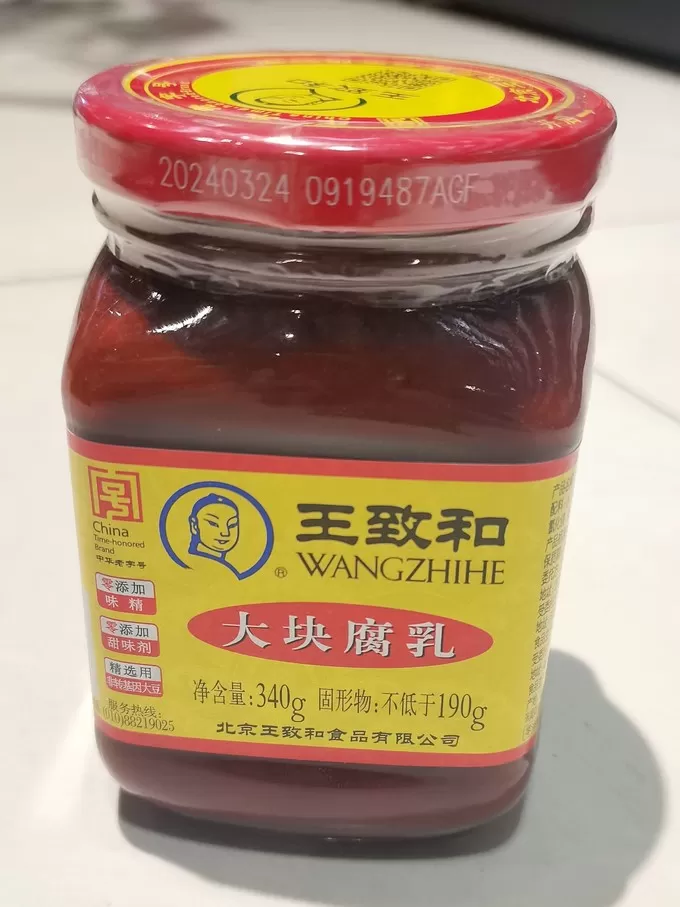 20240324 0919487AGF
China
Time-honored
Brand
中华老字号
王致和
®
WANGZHIHE
零添加
味精
零添加
甜味剂
精选用
非转基因大豆
大块腐乳
净含量:340g 固形物:不低于190g
服务热线:
(010)88219025
北京王致和食品有限公司